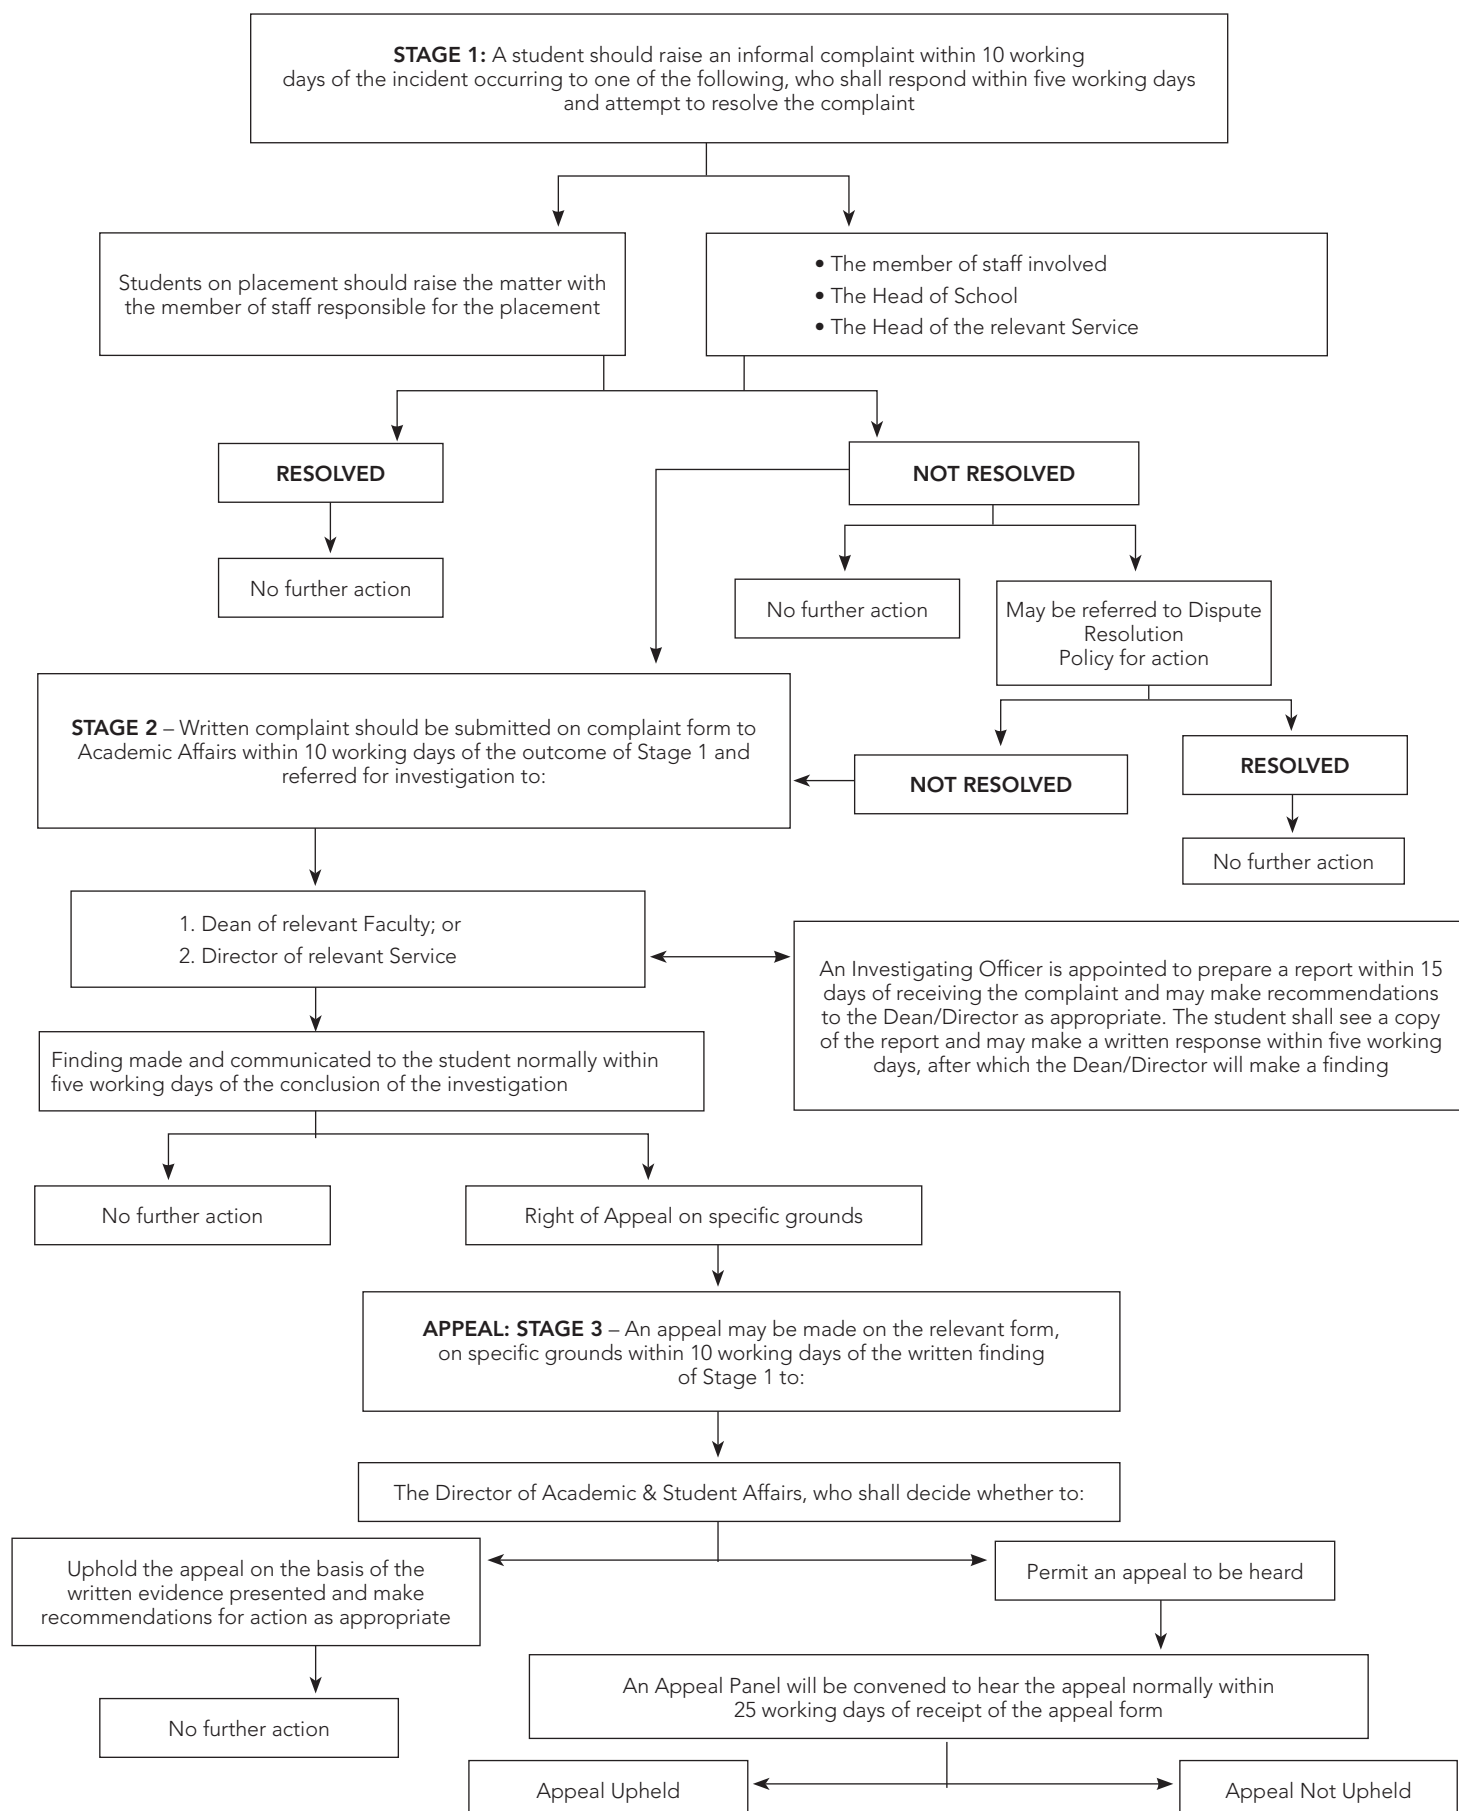 STAGE 1: A student should raise an informal complaint within 10 working
days of the incident occurring to one of the following, who shall respond within five working days
and attempt to resolve the complaint
Students on placement should raise the matter with
the member of staff responsible for the placement
• The member of staff involved
• The Head of School
• The Head of the relevant Service
RESOLVED
NOT RESOLVED
No further action
No further action
May be referred to Dispute
Resolution
Policy for action
STAGE 2 – Written complaint should be submitted on complaint form to
Academic Affairs within 10 working days of the outcome of Stage 1 and
referred for investigation to:
NOT RESOLVED
RESOLVED
No further action
1. Dean of relevant Faculty; or
2. Director of relevant Service
An Investigating Officer is appointed to prepare a report within 15
days of receiving the complaint and may make recommendations
to the Dean/Director as appropriate. The student shall see a copy
of the report and may make a written response within five working
days, after which the Dean/Director will make a finding
Finding made and communicated to the student normally within
five working days of the conclusion of the investigation
No further action
Right of Appeal on specific grounds
APPEAL: STAGE 3 – An appeal may be made on the relevant form,
on specific grounds within 10 working days of the written finding
of Stage 1 to:
The Director of Academic & Student Affairs, who shall decide whether to:
Uphold the appeal on the basis of the
written evidence presented and make
recommendations for action as appropriate
Permit an appeal to be heard
No further action
An Appeal Panel will be convened to hear the appeal normally within
25 working days of receipt of the appeal form
Appeal Upheld
Appeal Not Upheld